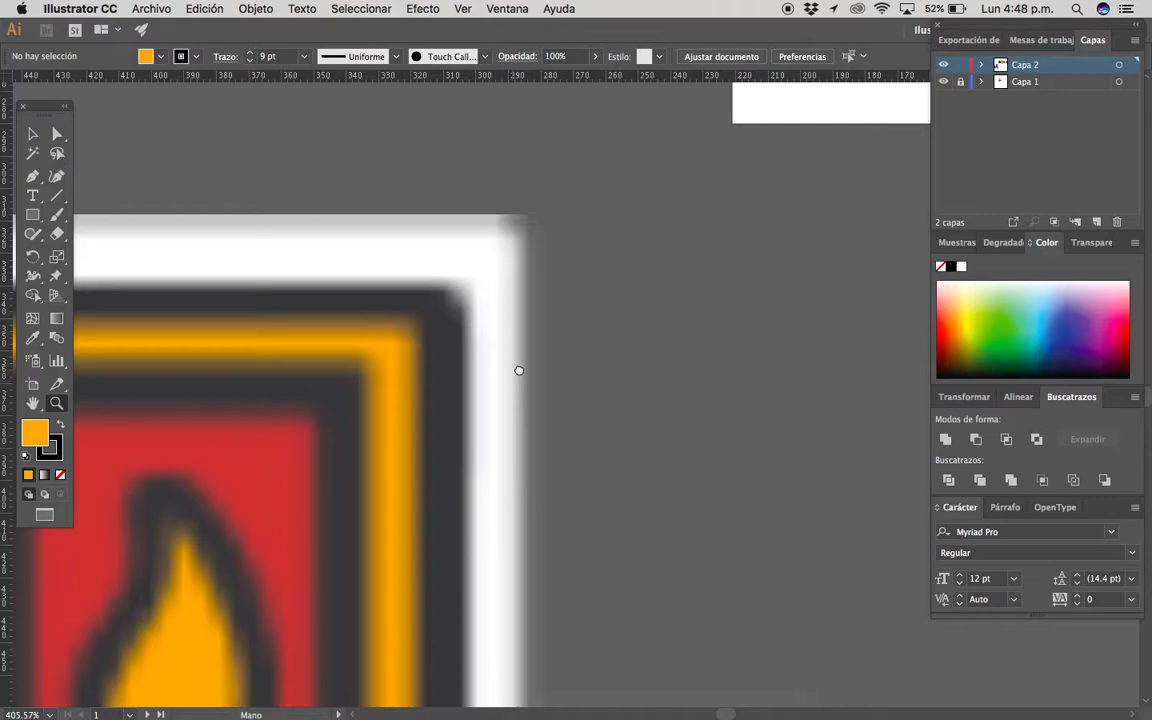 Illustrator CC Archivo Edición Objeto Texto Seleccionar Efecto Ver Ventana Ayuda 52% Lun 4:48 p.m.
Ai Br St Illus
No hay selección Trazo: 9 pt Uniforme Touch Call... Opacidad: 100% Estilo: Ajustar documento Preferencias
440 420 410 400 390 380 370 360 350 340 330 320 310 300 290 280 270 260 250 240 230 220 210 200 190 180 170
Exportación de Mesas de trabaj Capas
Capa 2
Capa 1
2 capas
Muestras Degradado Color Transpare
Transformar Alinear Buscatrazos
Modos de forma:
Expandir
Buscatrazos:
Carácter Párrafo OpenType
Myriad Pro
Regular
12 pt (14.4 pt)
Auto 0
405.57% 1 Mano